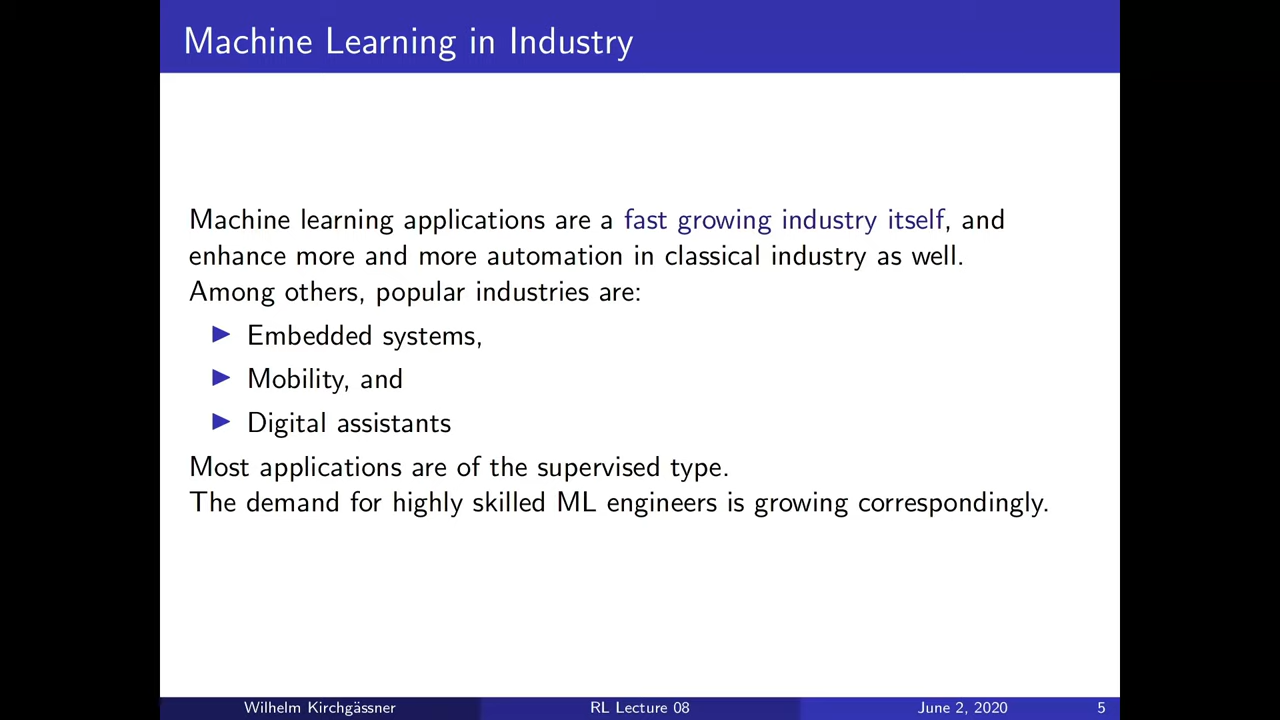 Machine Learning in Industry
Machine learning applications are a fast growing industry itself, and
enhance more and more automation in classical industry as well.
Among others, popular industries are:
Embedded systems,
Mobility, and
Digital assistants
Most applications are of the supervised type.
The demand for highly skilled ML engineers is growing correspondingly.
Wilhelm Kirchgässner RL Lecture 08 June 2, 2020 5